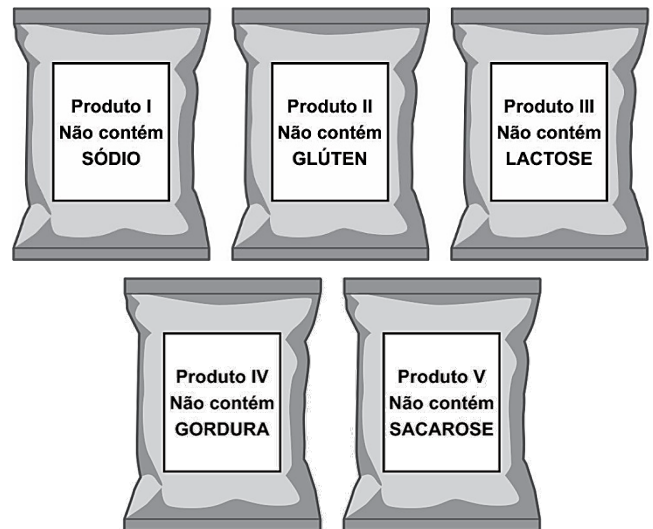 Produto I
Não contém
SÓDIO
Produto II
Não contém
GLÚTEN
Produto III
Não contém
LACTOSE
Produto IV
Não contém
GORDURA
Produto V
Não contém
SACAROSE